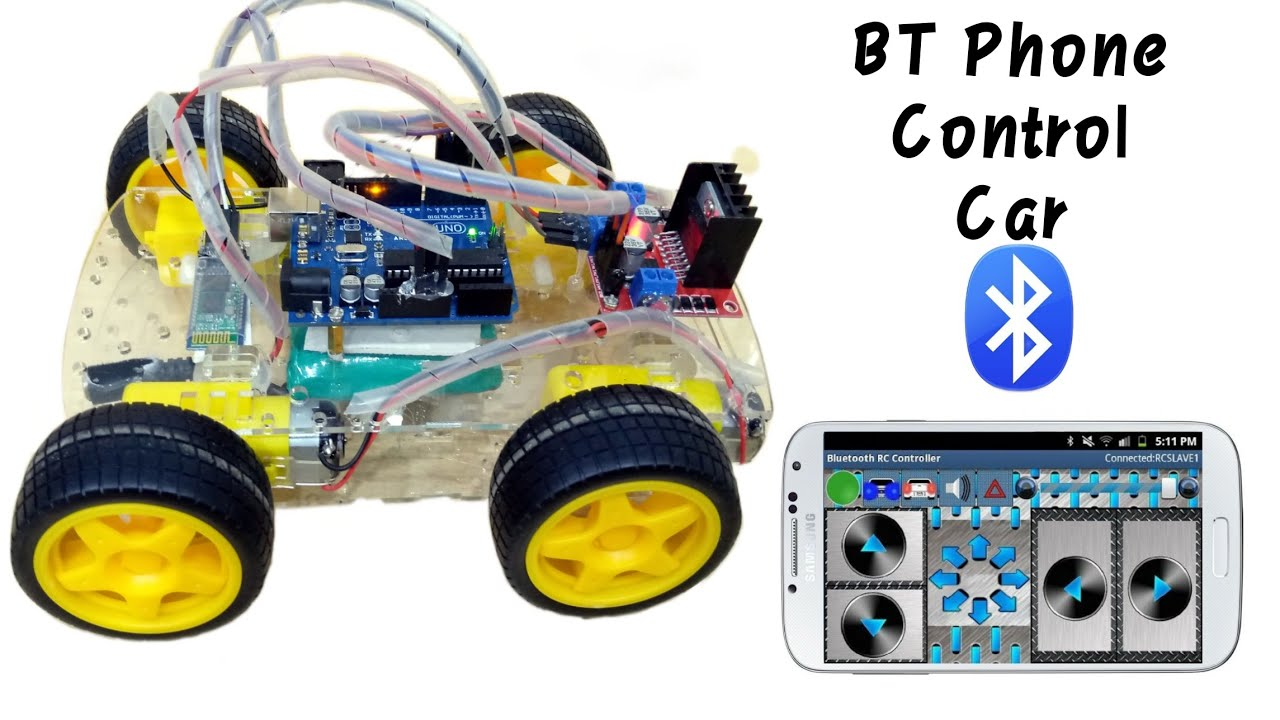 BT Phone
Control
Car
5:11 PM
Bluetooth RC Controller
Connected:RCSLAVE1
SAMSUNG
UNO